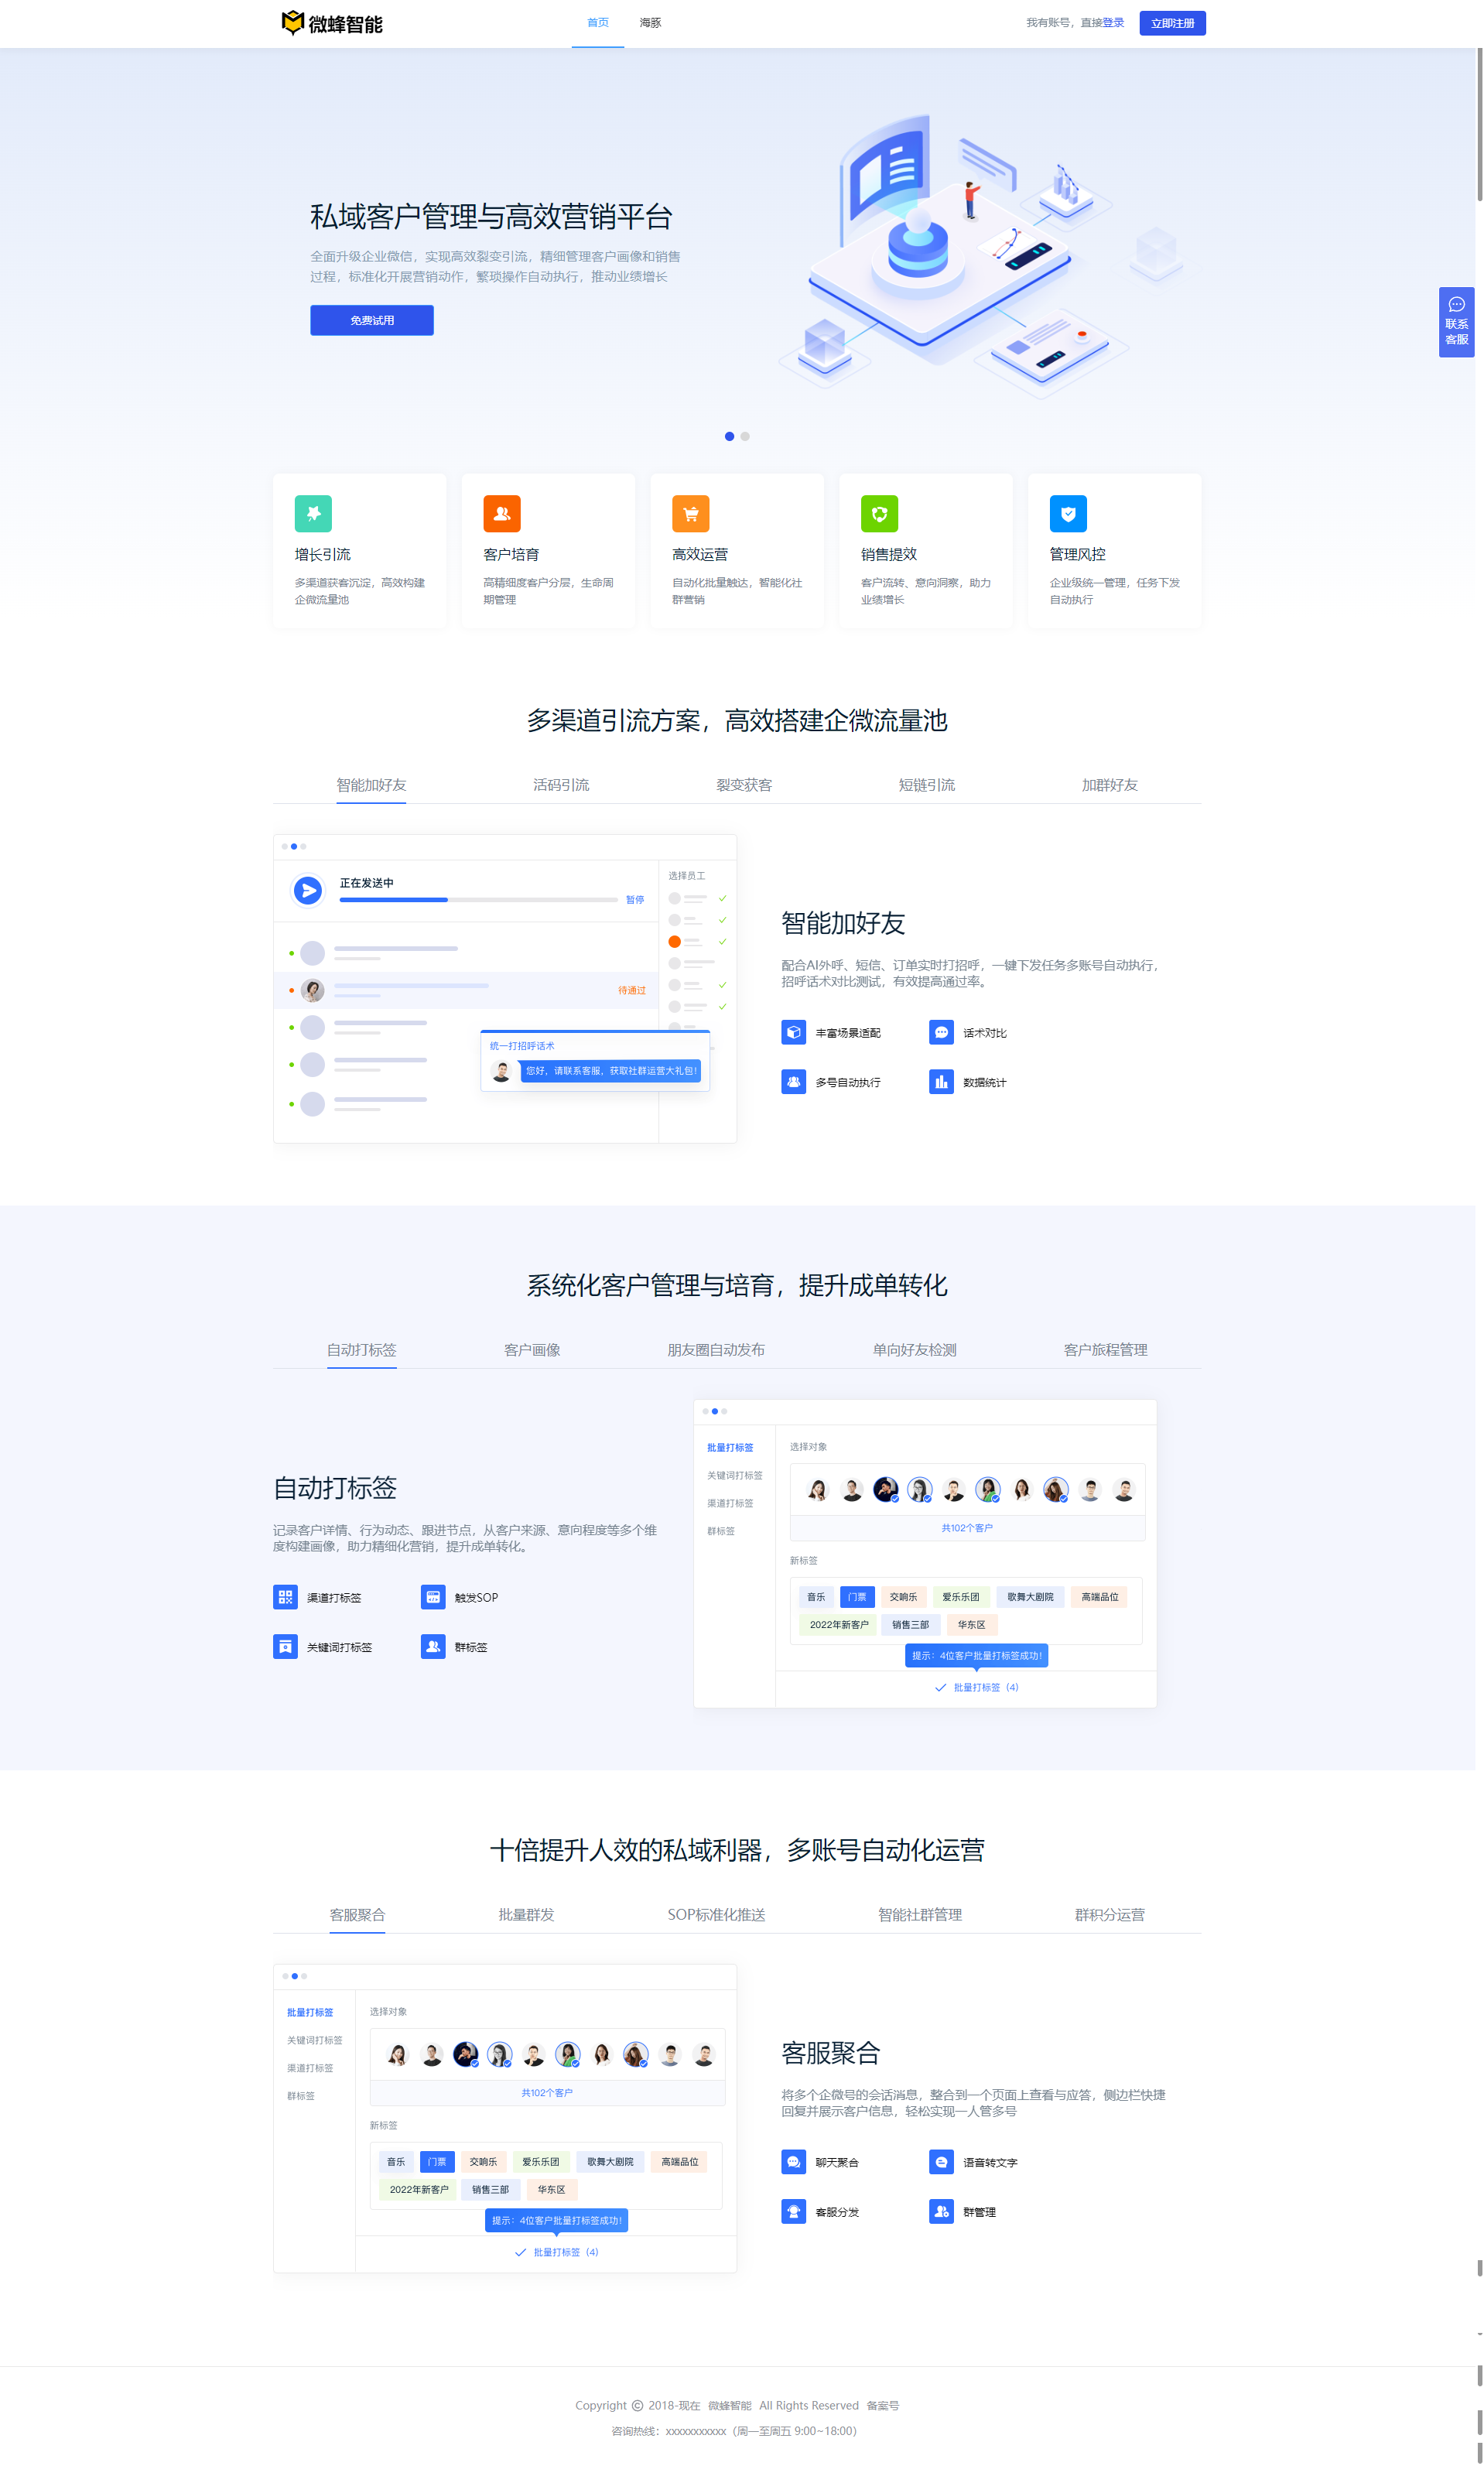 微蜂智能
首页
海豚
我有账号，直接登录
立即注册
私域客户管理与高效营销平台
全面升级企业微信，实现高效裂变引流，精细管理客户画像和销售
过程，标准化开展营销动作，繁琐操作自动执行，推动业绩增长
免费试用
联系
客服
增长引流
多渠道获客沉淀，高效构建
企微流量池
客户培育
高精细度客户分层，生命周
期管理
高效运营
自动化批量触达，智能化社
群营销
销售提效
客户流转、意向洞察，助力
业绩增长
管理风控
企业级统一管理，任务下发
自动执行
多渠道引流方案，高效搭建企微流量池
智能加好友
活码引流
裂变获客
短链引流
加群好友
正在发送中
暂停
选择员工
待通过
统一打招呼话术
您好，请联系客服，获取社群运营大礼包！
智能加好友
配合AI外呼、短信、订单实时打招呼，一键下发任务多账号自动执行，
招呼话术对比测试，有效提高通过率。
丰富场景适配
话术对比
多号自动执行
数据统计
系统化客户管理与培育，提升成单转化
自动打标签
客户画像
朋友圈自动发布
单向好友检测
客户旅程管理
自动打标签
记录客户详情、行为动态、跟进节点，从客户来源、意向程度等多个维
度构建画像，助力精细化营销，提升成单转化。
渠道打标签
触发SOP
关键词打标签
群标签
批量打标签
关键词打标签
渠道打标签
群标签
选择对象
共102个客户
新标签
音乐
门票
交响乐
爱乐乐团
歌舞大剧院
高端品位
2022年新客户
销售三部
华东区
提示：4位客户批量打标签成功！
批量打标签（4）
十倍提升人效的私域利器，多账号自动化运营
客服聚合
批量群发
SOP标准化推送
智能社群管理
群积分运营
批量打标签
关键词打标签
渠道打标签
群标签
选择对象
共102个客户
新标签
音乐
门票
交响乐
爱乐乐团
歌舞大剧院
高端品位
2022年新客户
销售三部
华东区
提示：4位客户批量打标签成功！
批量打标签（4）
客服聚合
将多个企微号的会话消息，整合到一个页面上查看与应答，侧边栏快捷
回复并展示客户信息，轻松实现一人管多号
聊天聚合
语音转文字
客服分发
群管理
Copyright © 2018-现在 微蜂智能 All Rights Reserved 备案号
咨询热线：xxxxxxxxxxx（周一至周五 9:00~18:00）